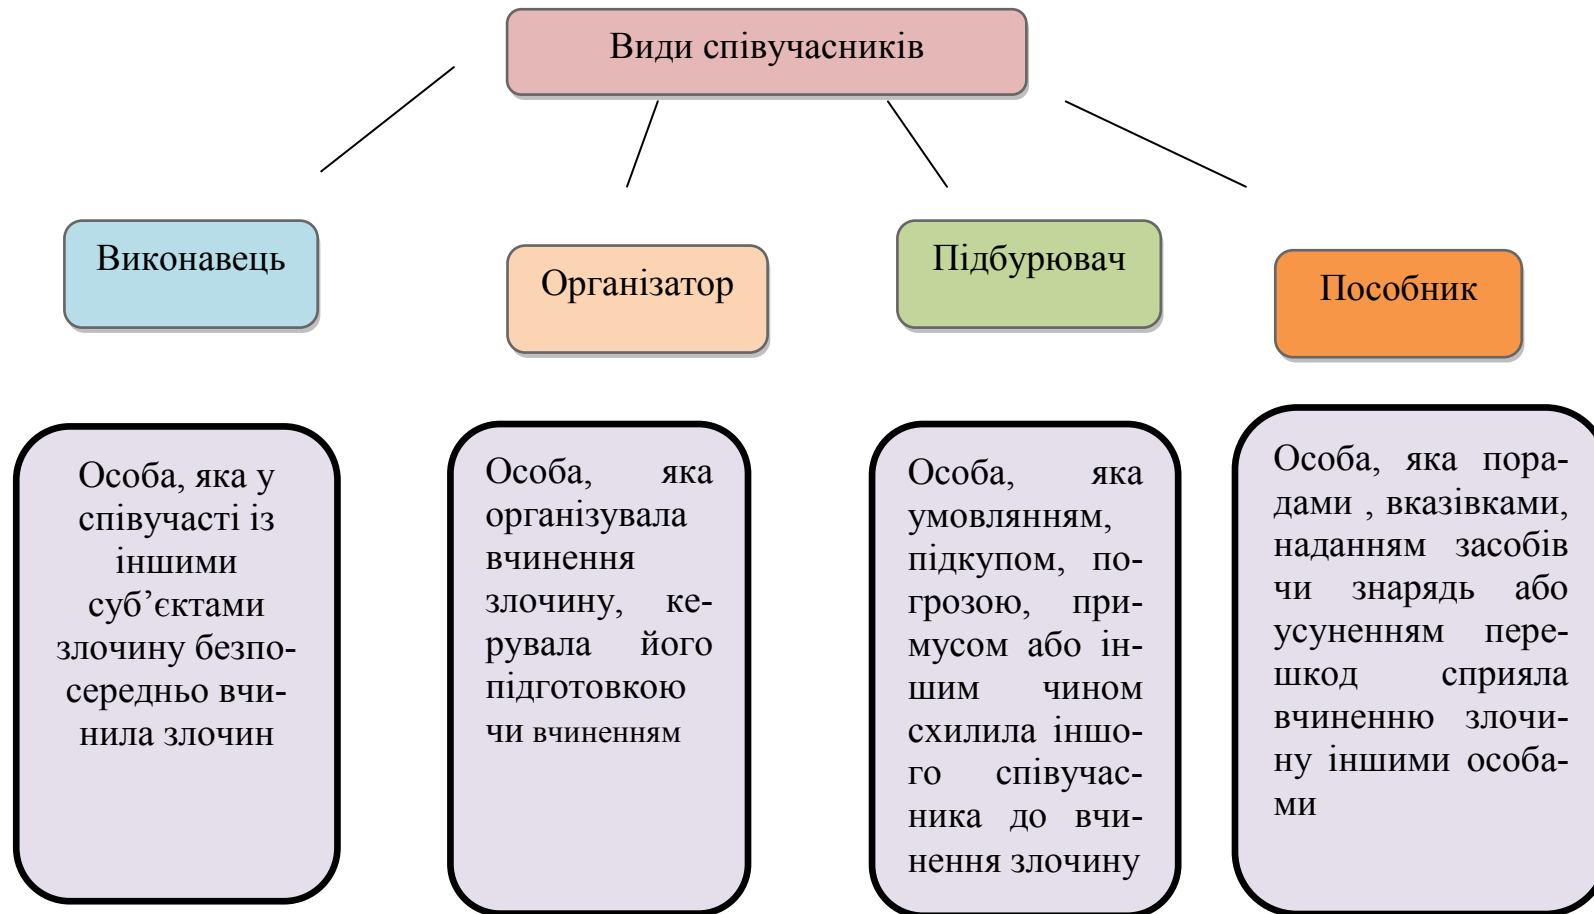 Види співучасників
Виконавець
Організатор
Підбурювач
Пособник
Особа, яка у
співучасті із
іншими
суб’єктами
злочину безпо-
середньо вчи-
нила злочин
Особа, яка
організувала
вчинення
злочину, ке-
рувала його
підготовкою
чи вчиненням
Особа, яка
умовлянням,
підкупом, по-
грозою, при-
мусом або ін-
шим чином
схилила іншо-
го співучас-
ника до вчи-
нення злочину
Особа, яка пора-
дами , вказівками,
наданням засобів
чи знарядь або
усуненням пере-
шкод сприяла
вчиненню злочи-
ну іншими особа-
ми